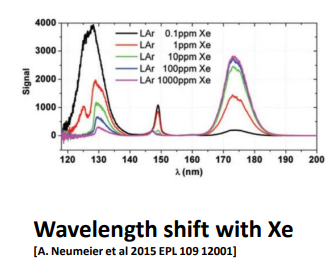 4000
3000
2000
1000
0
Signal
LAr 0.1ppm Xe
LAr 1ppm Xe
LAr 10ppm Xe
LAr 100ppm Xe
LAr 1000ppm Xe
120 130 140 150 160 170 180 190 200
λ (nm)
Wavelength shift with Xe
[A. Neumeier et al 2015 EPL 109 12001]